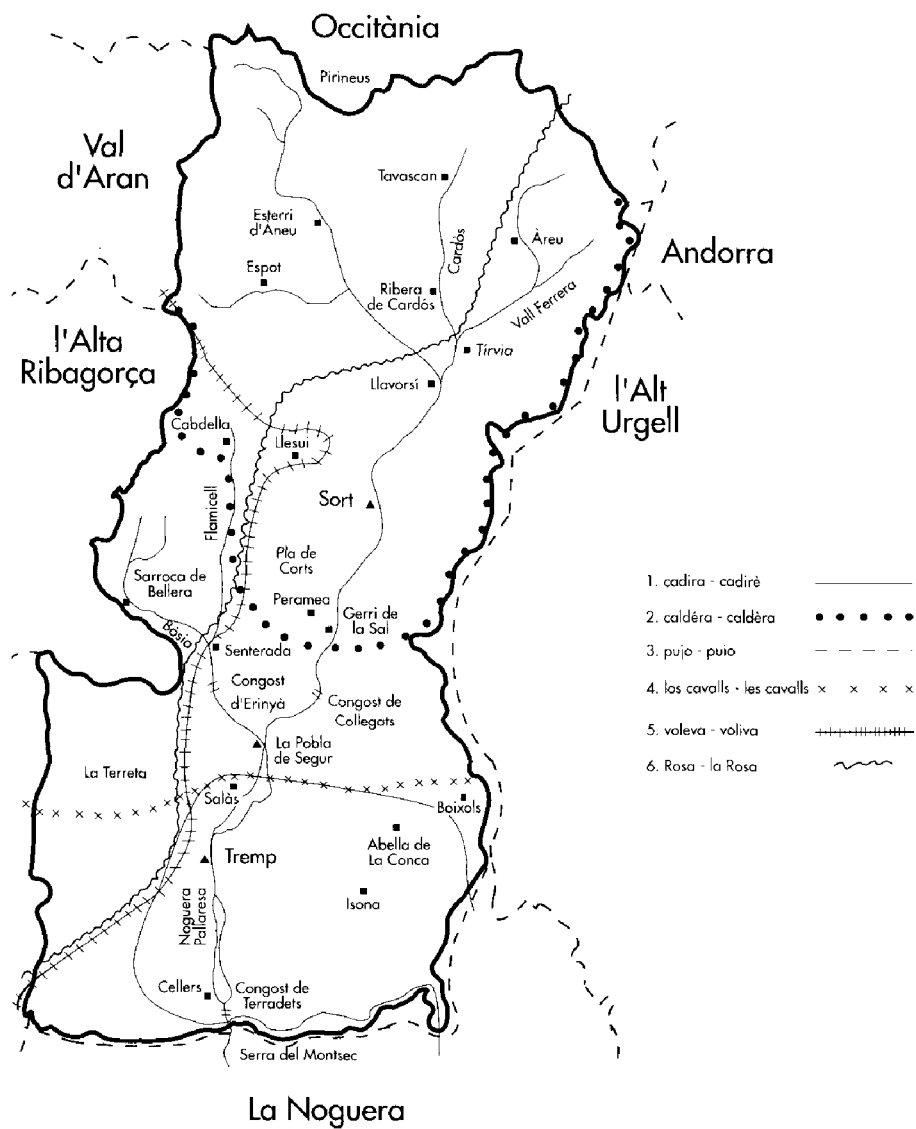 Occitània
Pirineus
Val
d'Aran
Tavascan
Esterri
d'Aneu
Cardós
Àreu
Andorra
Espot
Ribera
de Cardós
Vall Ferrera
l'Alta
Ribagorça
Tírvia
Llavorsí
l'Alt
Urgell
Cabdella
Llesui
Flamicell
Sort
Pla de
Corts
Sarroca de
Bellera
Peramea
Gerri de
la Sal
Bòsia
Senterada
Congost
d'Erinyà
Congost de
Collegats
La Pobla
de Segur
La Terreta
Salàs
Boixols
Abella de
La Conca
Tremp
Isona
Noguera
Pallaresa
Cellers
Congost de
Terradets
Serra del Montsec
La Noguera
1. cadira - cadirè
2. caldéra - caldèra
3. pujo - puio
4. los cavalls - les cavalls
5. voleva - voliva
6. Rosa - la Rosa